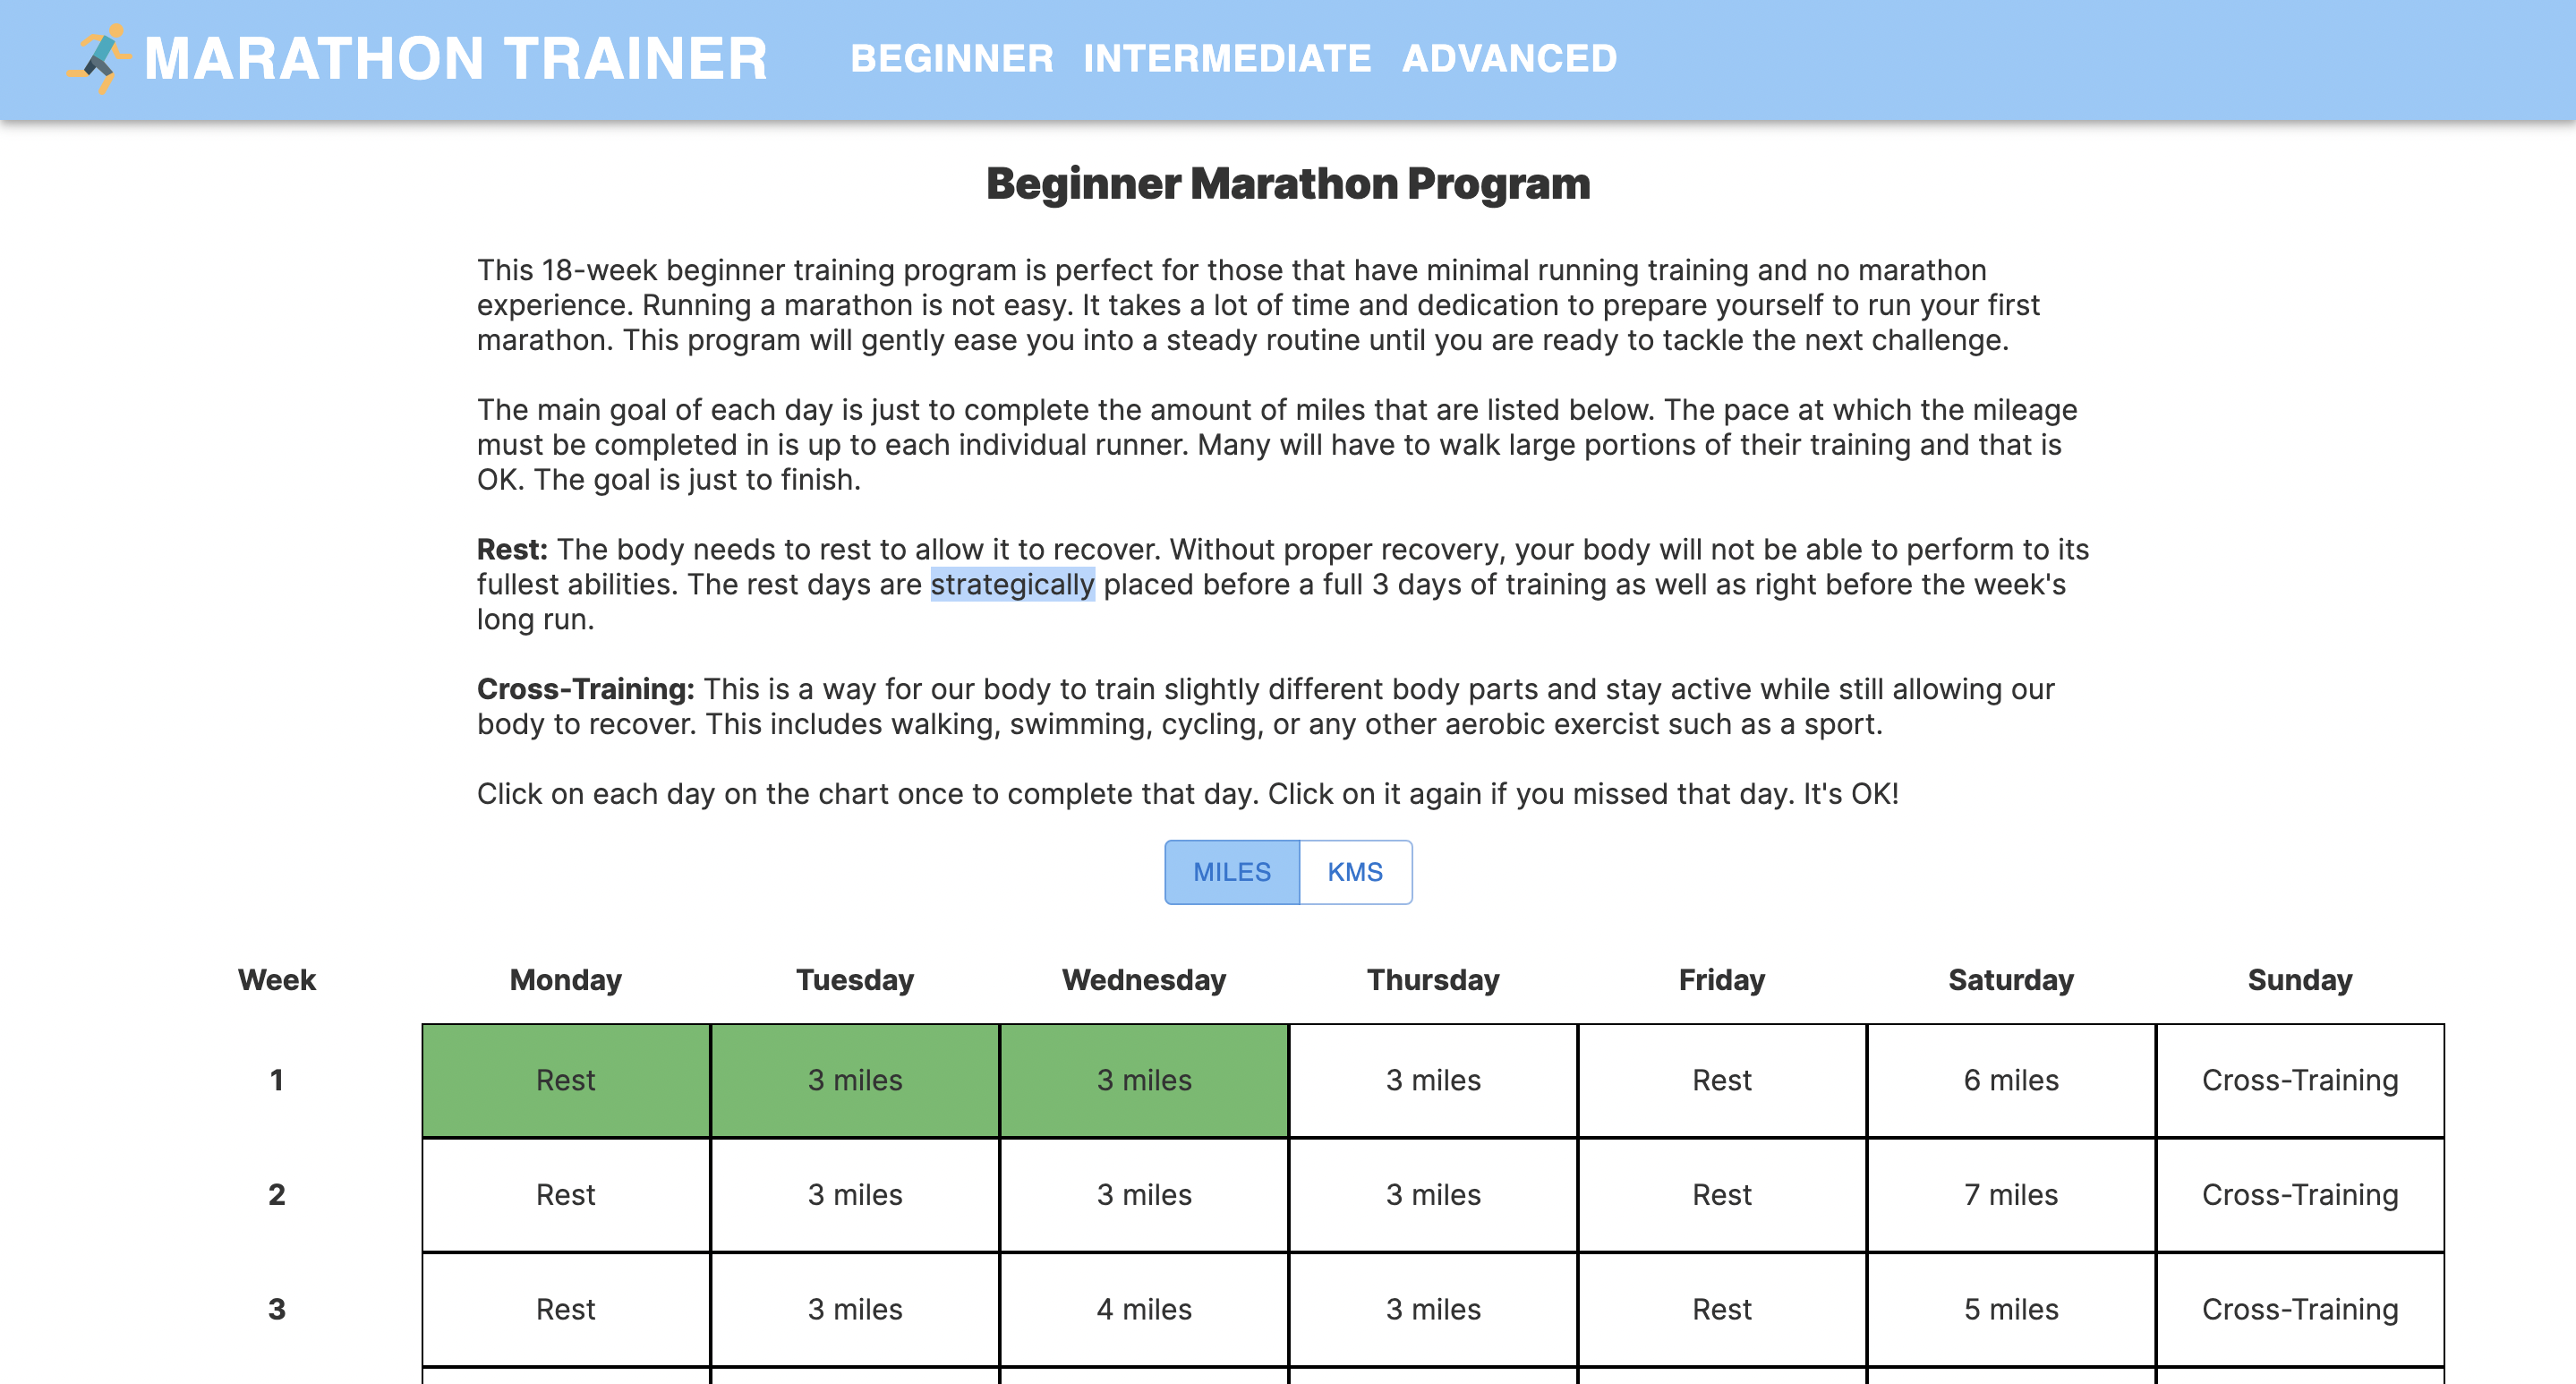 MARATHON TRAINER BEGINNER INTERMEDIATE ADVANCED
Beginner Marathon Program
This 18-week beginner training program is perfect for those that have minimal running training and no marathon
experience. Running a marathon is not easy. It takes a lot of time and dedication to prepare yourself to run your first
marathon. This program will gently ease you into a steady routine until you are ready to tackle the next challenge.
The main goal of each day is just to complete the amount of miles that are listed below. The pace at which the mileage
must be completed in is up to each individual runner. Many will have to walk large portions of their training and that is
OK. The goal is just to finish.
Rest: The body needs to rest to allow it to recover. Without proper recovery, your body will not be able to perform to its
fullest abilities. The rest days are strategically placed before a full 3 days of training as well as right before the week's
long run.
Cross-Training: This is a way for our body to train slightly different body parts and stay active while still allowing our
body to recover. This includes walking, swimming, cycling, or any other aerobic exercist such as a sport.
Click on each day on the chart once to complete that day. Click on it again if you missed that day. It's OK!
MILES KMS
Week Monday Tuesday Wednesday Thursday Friday Saturday Sunday
1 Rest 3 miles 3 miles 3 miles Rest 6 miles Cross-Training
2 Rest 3 miles 3 miles 3 miles Rest 7 miles Cross-Training
3 Rest 3 miles 4 miles 3 miles Rest 5 miles Cross-Training